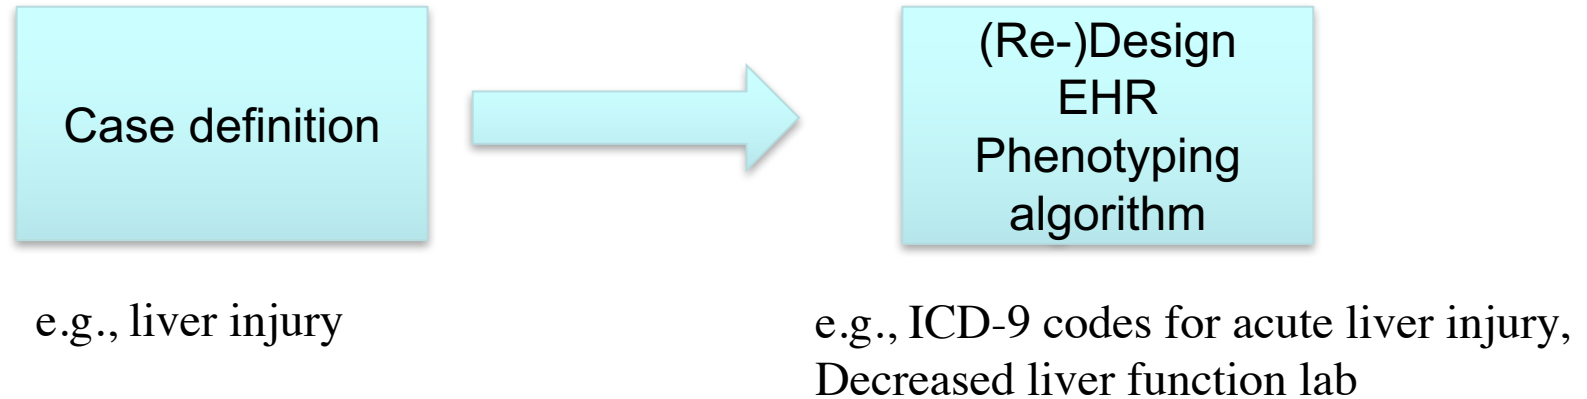 Case definition
(Re-)Design
EHR
Phenotyping
algorithm
e.g., liver injury
e.g., ICD-9 codes for acute liver injury,
Decreased liver function lab